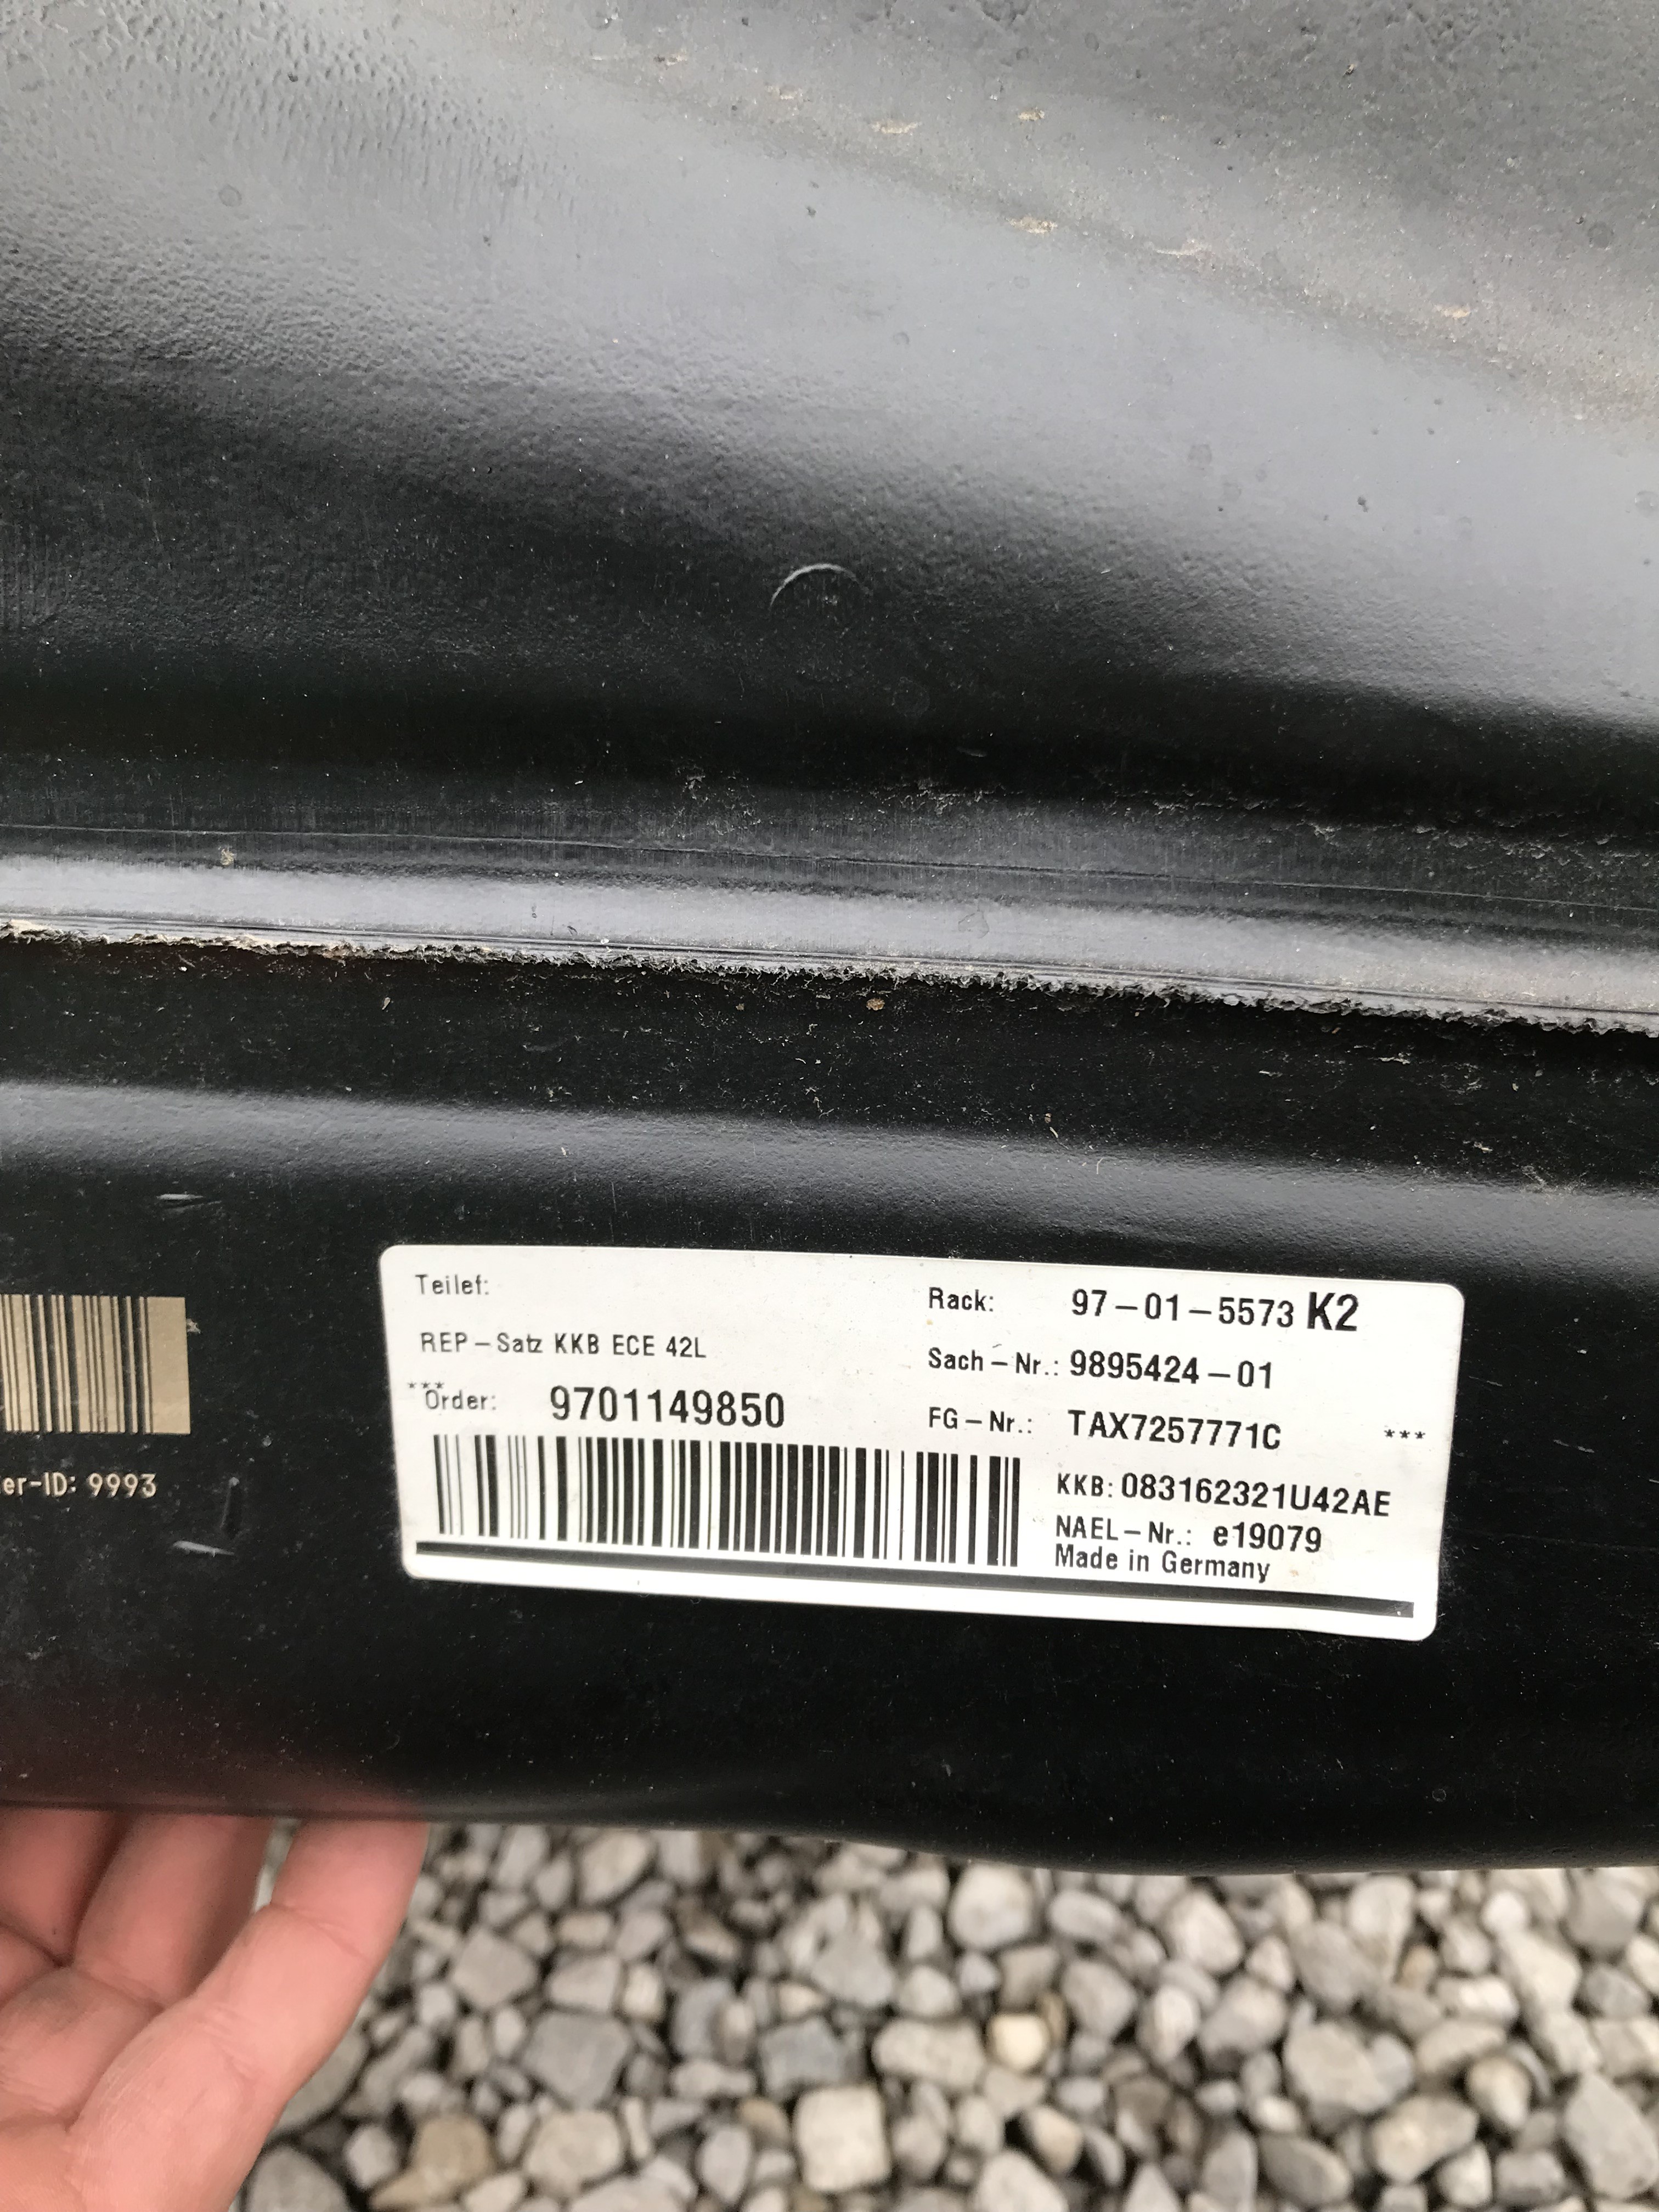 Teilef:
REP-Satz KKB ECE 42L
***
Order: 9701149850
Rack: 97-01-5573 K2
Sach-Nr.: 9895424-01
FG-Nr.: TAX7257771C ***
KKB: 083162321U42AE
NAEL-Nr.: e19079
Made in Germany
er-ID: 9993